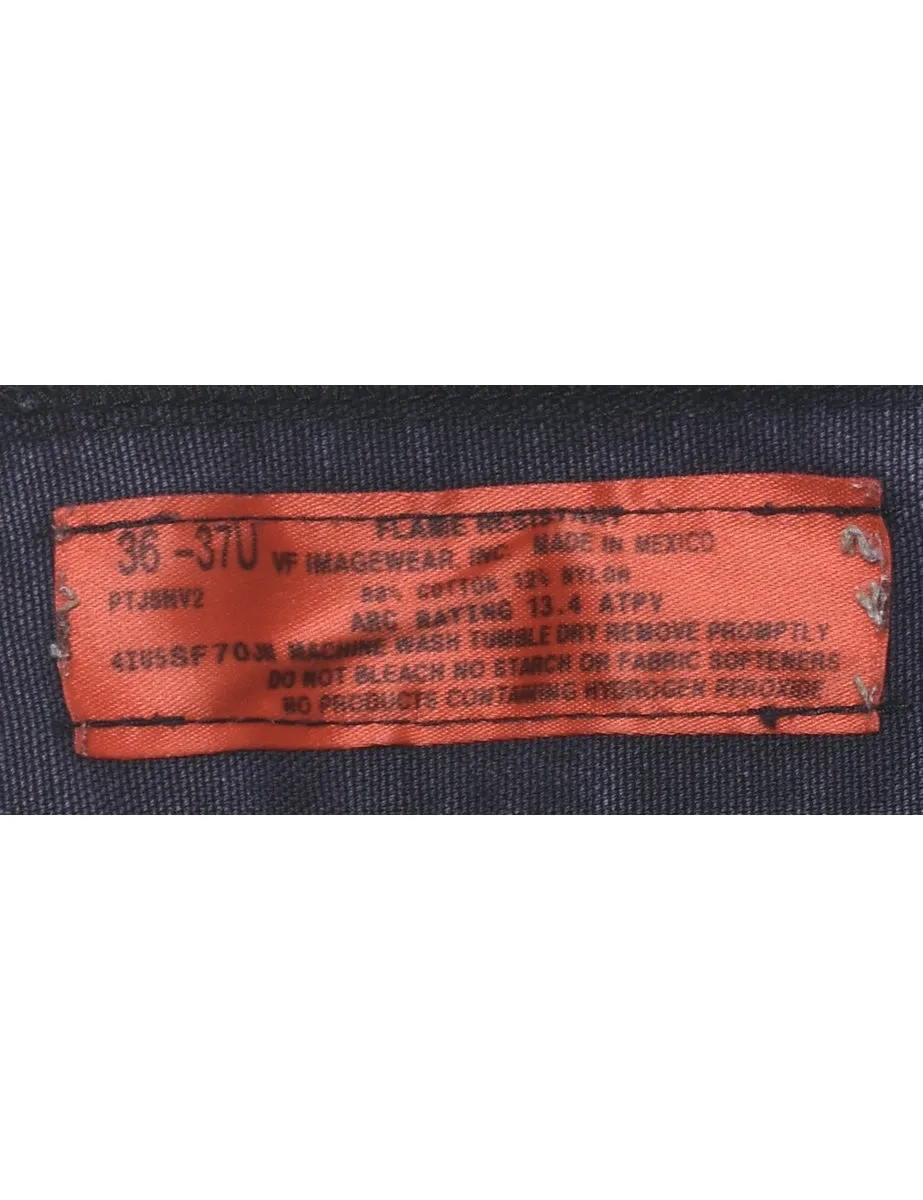 FLAME RESISTANT
36 -37U VF IMAGEWEAR, INC. MADE IN MEXICO
88% COTTON 12% NYLON
ARC RATING 13.4 ATPV
MACHINE WASH TUMBLE DRY REMOVE PROMPTLY
DO NOT BLEACH NO STARCH OR FABRIC SOFTENERS
NO PRODUCTS CONTAINING HYDROGEN PEROXIDE